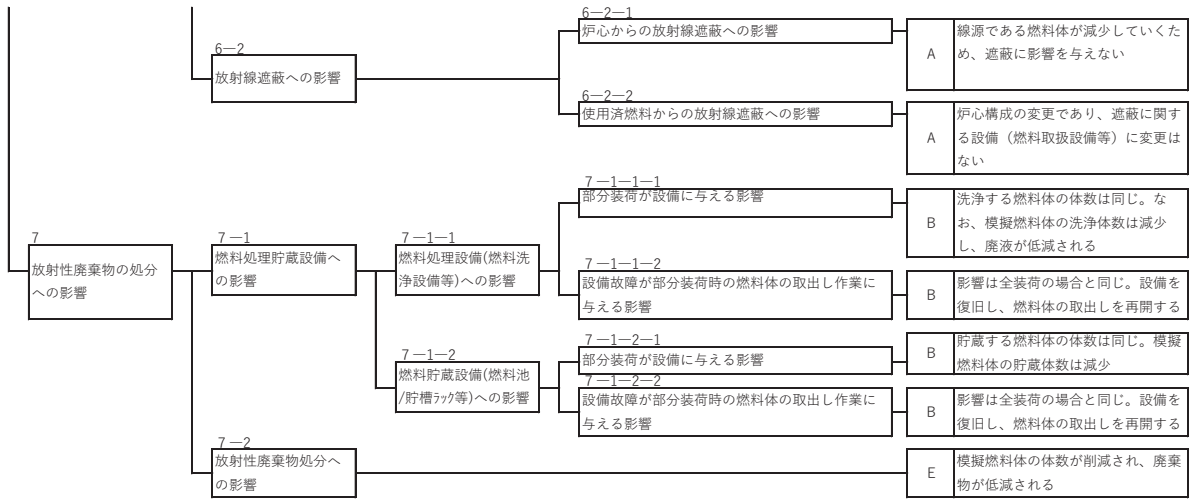 6―2
放射線遮蔽への影響
6―2―1
炉心からの放射線遮蔽への影響
A
線源である燃料体が減少していくた
め、遮蔽に影響を与えない
6―2―2
使用済燃料からの放射線遮蔽への影響
A
炉心構成の変更であり、遮蔽に関す
る設備（燃料取扱設備等）に変更は
ない
7
放射性廃棄物の処分
への影響
7 ―1
燃料処理貯蔵設備へ
の影響
7 ―1―1
燃料処理設備(燃料洗
浄設備等)への影響
7 ―1―1―1
部分装荷が設備に与える影響
B
洗浄する燃料体の体数は同じ。な
お、模擬燃料体の洗浄体数は減少
し、廃液が低減される
7 ―1―1―2
設備故障が部分装荷時の燃料体の取出し作業に
与える影響
B
影響は全装荷の場合と同じ。設備を
復旧し、燃料体の取出しを再開する
7 ―1―2
燃料貯蔵設備(燃料池
/貯槽ﾗｯｸ等)への影響
7 ―1―2―1
部分装荷が設備に与える影響
B
貯蔵する燃料体の体数は同じ。模擬
燃料体の貯蔵体数は減少
7 ―1―2―2
設備故障が部分装荷時の燃料体の取出し作業に
与える影響
B
影響は全装荷の場合と同じ。設備を
復旧し、燃料体の取出しを再開する
7 ―2
放射性廃棄物処分へ
の影響
E
模擬燃料体の体数が削減され、廃棄
物が低減される